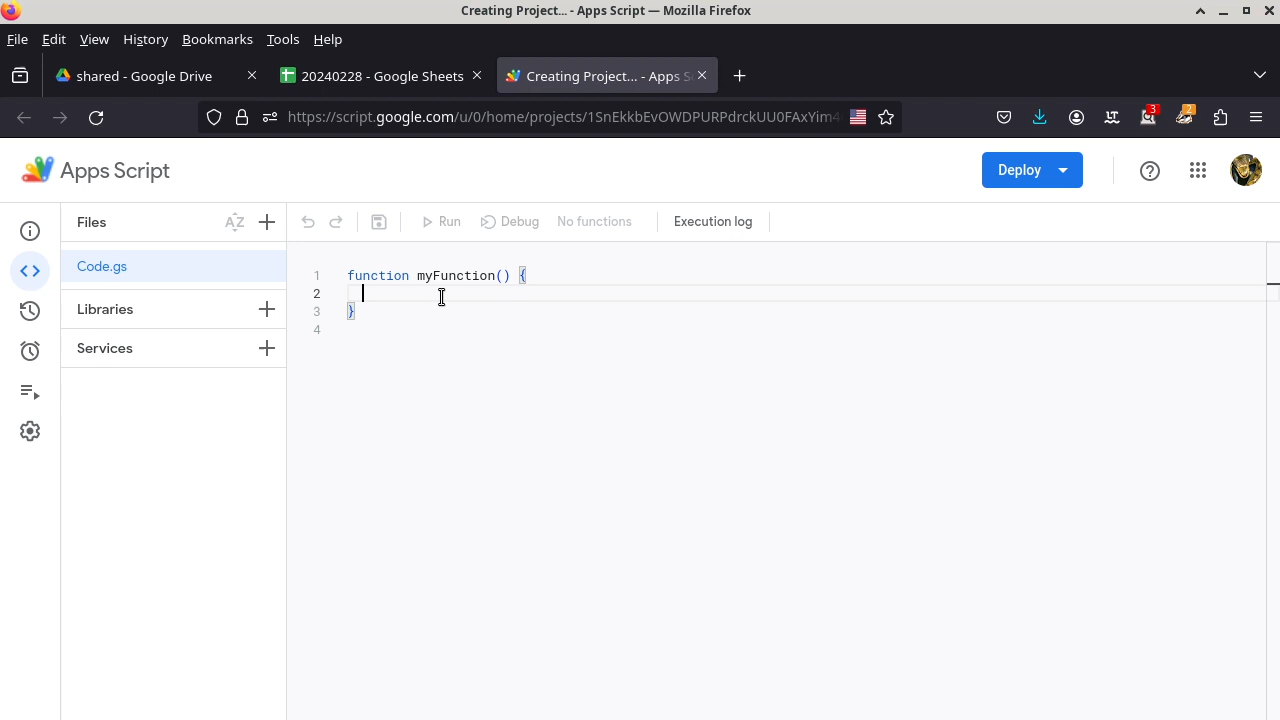 Creating Project... - Apps Script — Mozilla Firefox
File Edit View History Bookmarks Tools Help
shared - Google Drive
20240228 - Google Sheets
Creating Project... - Apps S
https://script.google.com/u/0/home/projects/1SnEkkbEvOWDPURPdrckUU0FAxYim4
3
2
Apps Script
Deploy
Files
Run
Debug
No functions
Execution log
Code.gs
Libraries
Services
1 function myFunction() {
2
3 }
4